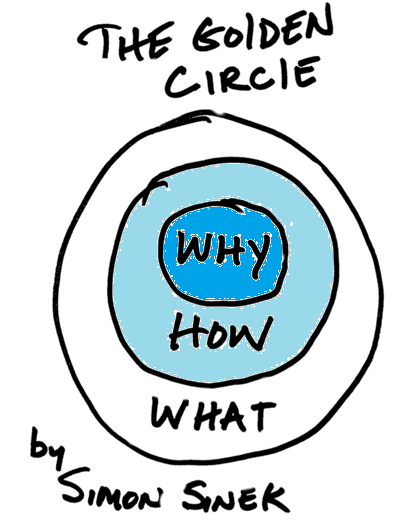 THE GOLDEN
CIRCLE
WHY
HOW
WHAT
by
SIMON SINEK